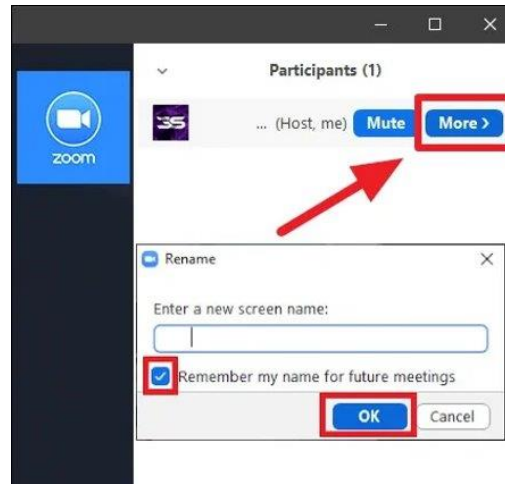 Participants (1)
zoom
3S
... (Host, me) Mute More >
Rename
Enter a new screen name:
Remember my name for future meetings
OK Cancel